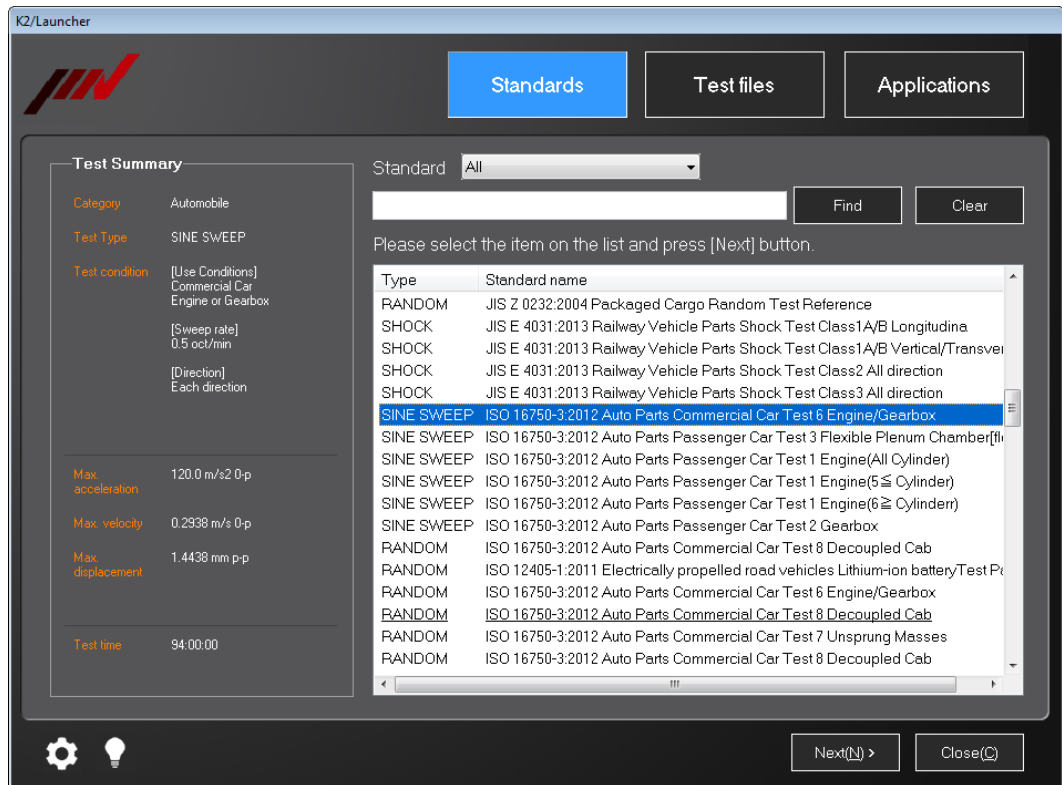 K2/Launcher
Standards
Test files
Applications
Test Summary
Category Automobile
Test Type SINE SWEEP
Test condition [Use Conditions]
Commercial Car
Engine or Gearbox
[Sweep rate]
0.5 oct/min
[Direction]
Each direction
Max. acceleration 120.0 m/s2 0-p
Max. velocity 0.2938 m/s 0-p
Max. displacement 1.4438 mm p-p
Test time 94:00:00
Standard All
Find
Clear
Please select the item on the list and press [Next] button.
Type Standard name
RANDOM JIS Z 0232:2004 Packaged Cargo Random Test Reference
SHOCK JIS E 4031:2013 Railway Vehicle Parts Shock Test Class1A/B Longitudina
SHOCK JIS E 4031:2013 Railway Vehicle Parts Shock Test Class1A/B Vertical/Transver
SHOCK JIS E 4031:2013 Railway Vehicle Parts Shock Test Class2 All direction
SHOCK JIS E 4031:2013 Railway Vehicle Parts Shock Test Class3 All direction
SINE SWEEP ISO 16750-3:2012 Auto Parts Commercial Car Test 6 Engine/Gearbox
SINE SWEEP ISO 16750-3:2012 Auto Parts Passenger Car Test 3 Flexible Plenum Chamber[fl
SINE SWEEP ISO 16750-3:2012 Auto Parts Passenger Car Test 1 Engine(All Cylinder)
SINE SWEEP ISO 16750-3:2012 Auto Parts Passenger Car Test 1 Engine(5≦ Cylinder)
SINE SWEEP ISO 16750-3:2012 Auto Parts Passenger Car Test 1 Engine(6≧ Cylinderr)
SINE SWEEP ISO 16750-3:2012 Auto Parts Passenger Car Test 2 Gearbox
RANDOM ISO 16750-3:2012 Auto Parts Commercial Car Test 8 Decoupled Cab
RANDOM ISO 12405-1:2011 Electrically propelled road vehicles Lithium-ion batteryTest Pa
RANDOM ISO 16750-3:2012 Auto Parts Commercial Car Test 6 Engine/Gearbox
RANDOM ISO 16750-3:2012 Auto Parts Commercial Car Test 8 Decoupled Cab
RANDOM ISO 16750-3:2012 Auto Parts Commercial Car Test 7 Unsprung Masses
RANDOM ISO 16750-3:2012 Auto Parts Commercial Car Test 8 Decoupled Cab
Next(N) >
Close(C)